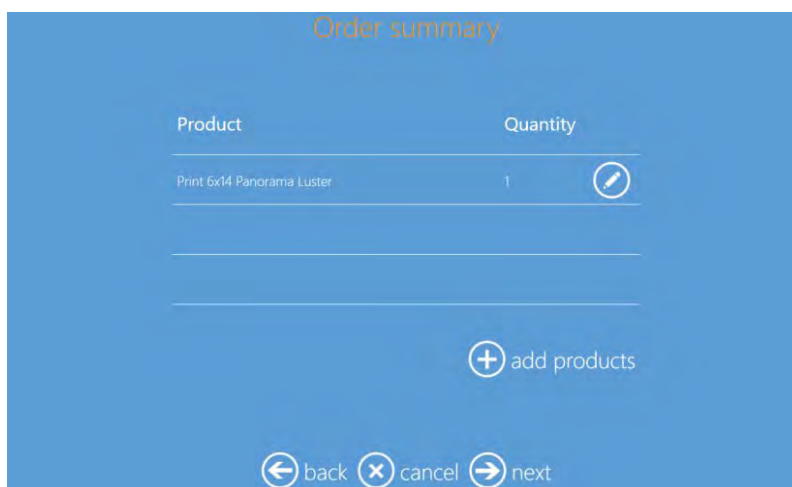 Order summary
Product Quantity
Print 6x14 Panorama Luster 1
add products
back cancel next